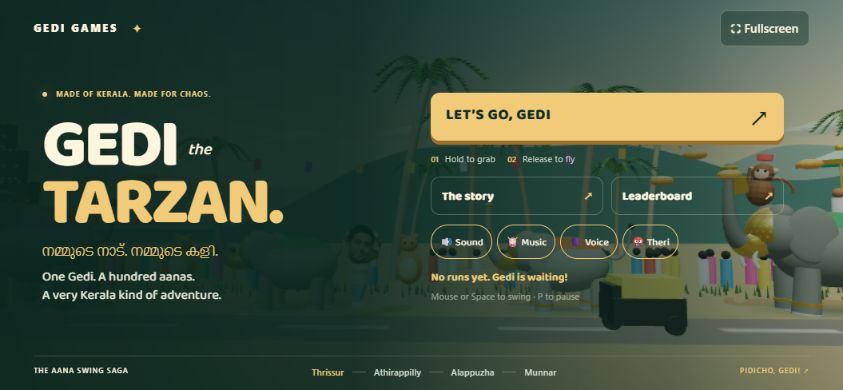 GEDI GAMES
Fullscreen
MADE OF KERALA. MADE FOR CHAOS.
GEDI the
TARZAN.
നമ്മുടെ നാട്. നമ്മുടെ കളി.
One Gedi. A hundred aanas.
A very Kerala kind of adventure.
LET'S GO, GEDI ↗
01 Hold to grab 02 Release to fly
The story ↗ Leaderboard ↗
Sound Music Voice Theri
No runs yet. Gedi is waiting!
Mouse or Space to swing · P to pause
THE AANA SWING SAGA
Thrissur — Athirappilly — Alappuzha — Munnar
PIDICHO, GEDI! ↗